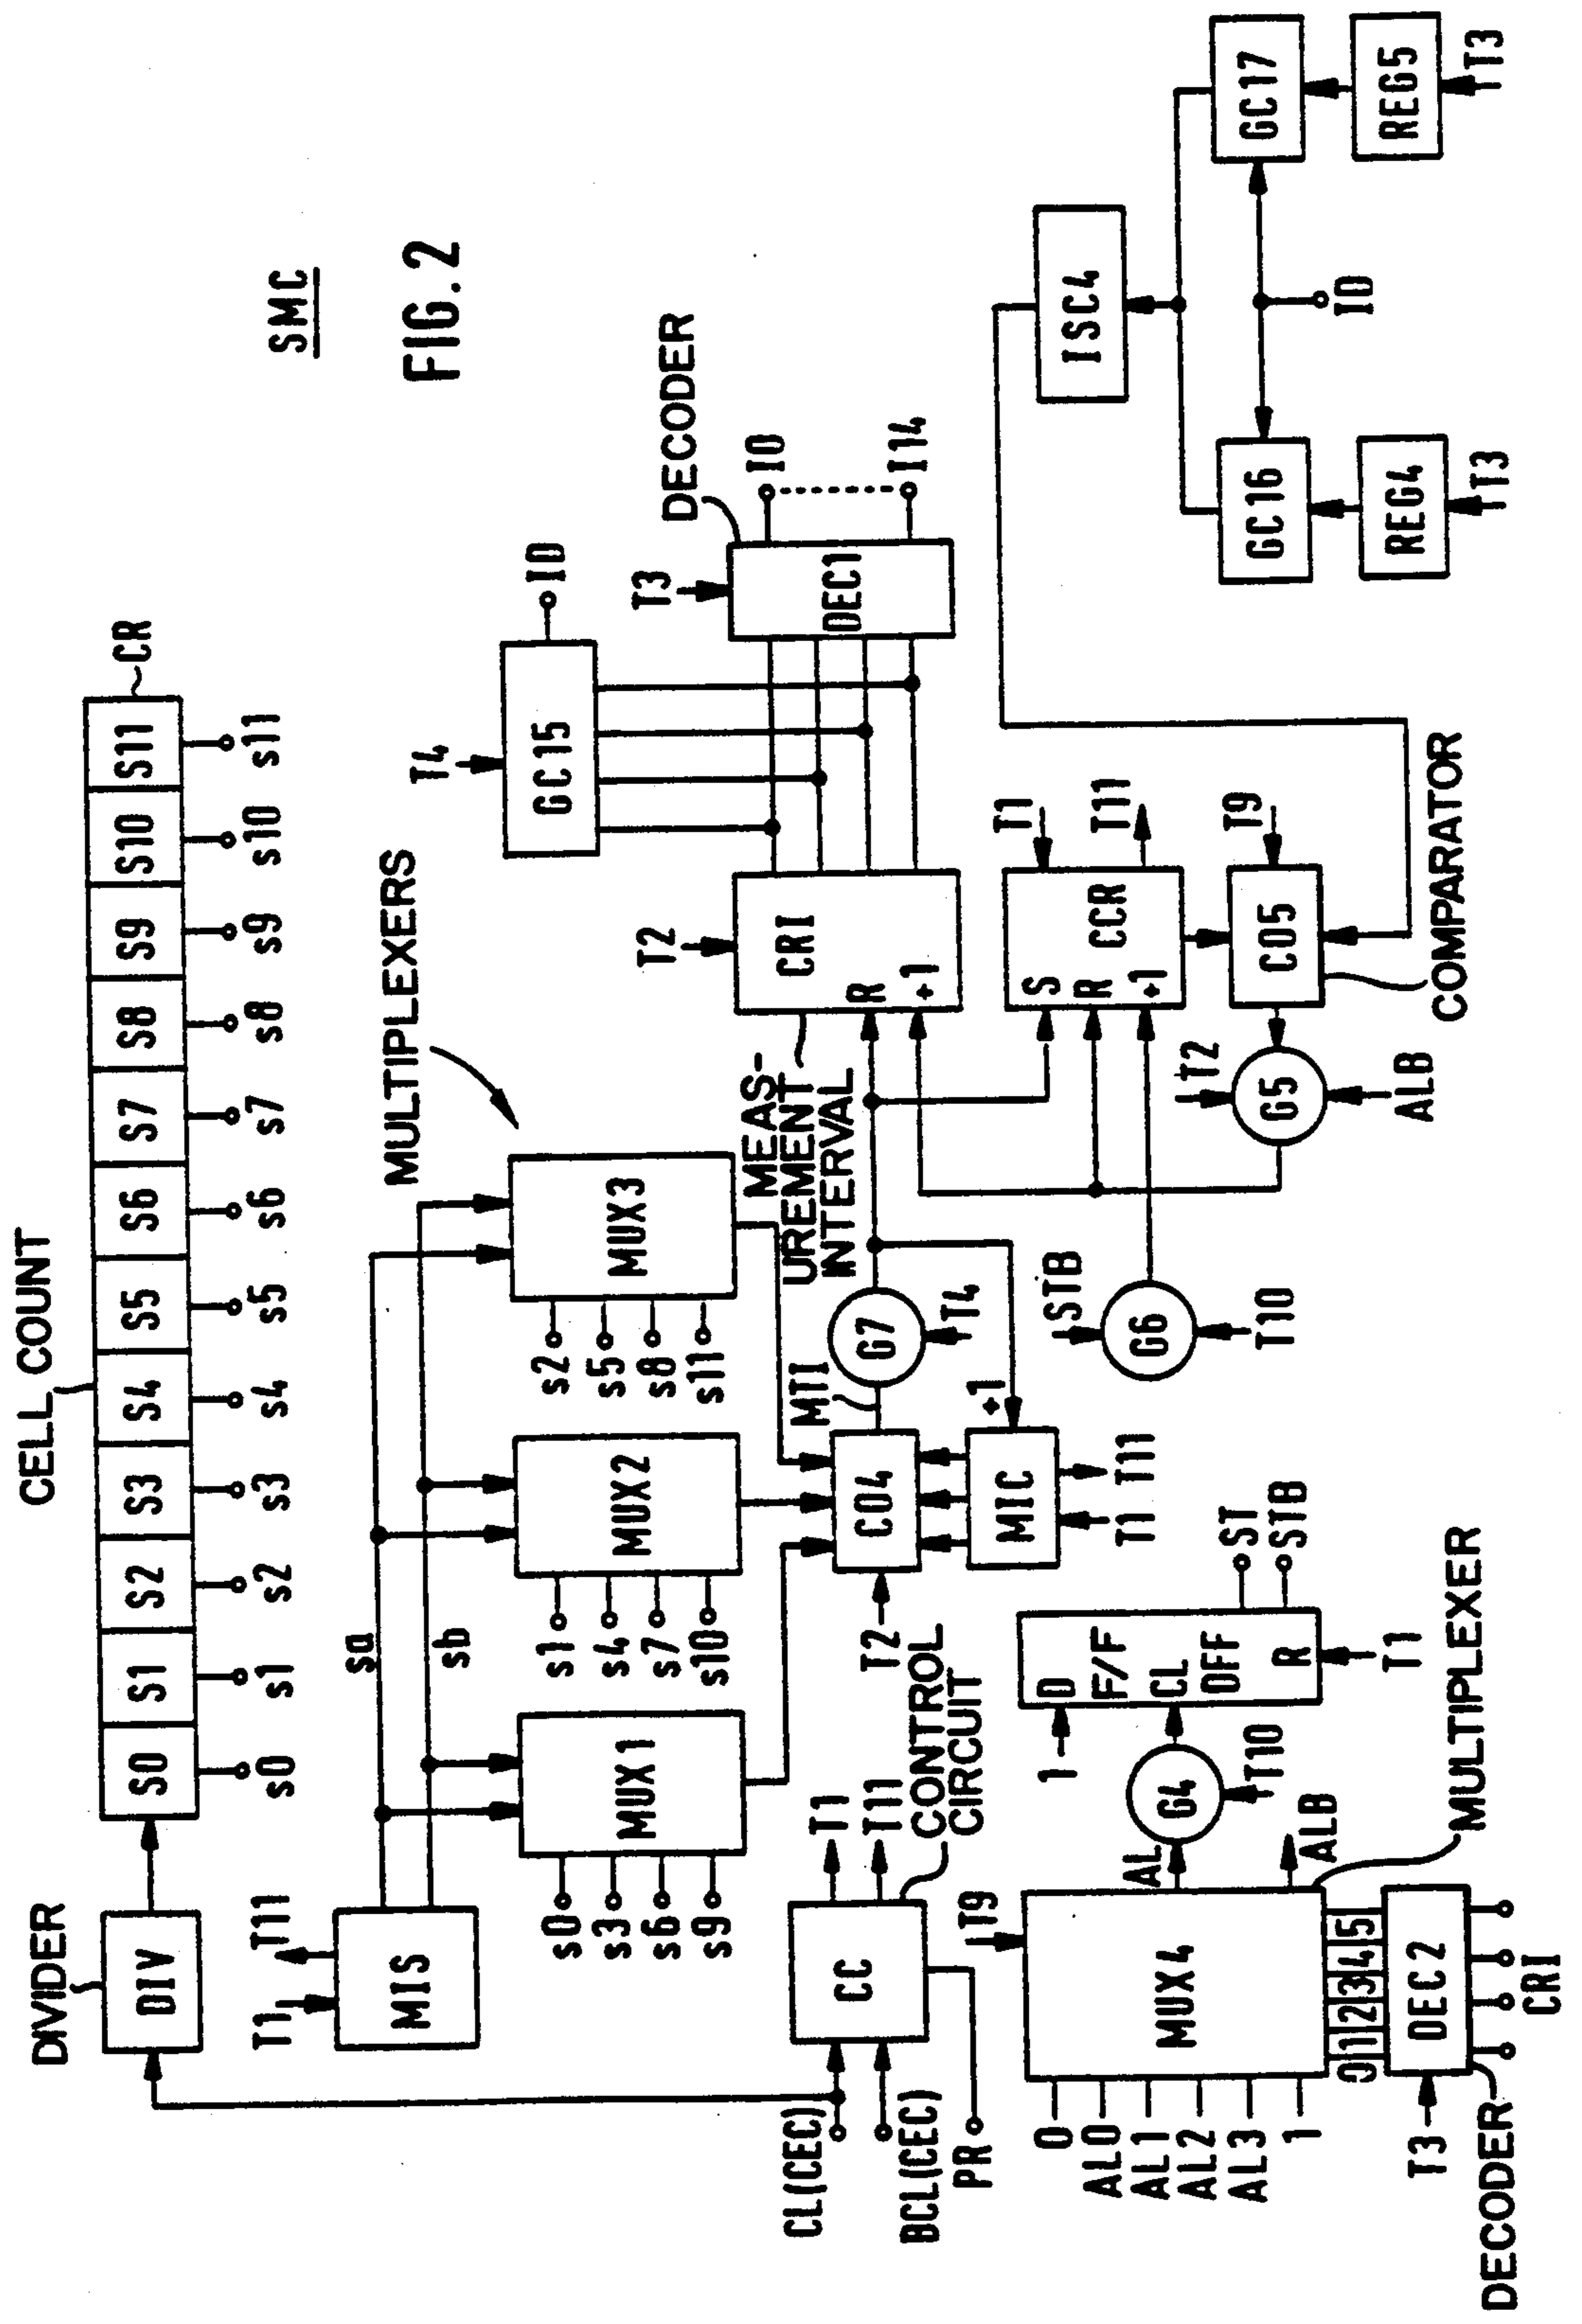 SMC
FIG. 2
CELL COUNT
DIVIDER
DIV
S0 S1 S2 S3 S4 S5 S6 S7 S8 S9 S10 S11
CR
s0 s1 s2 s3 s4 s5 s6 s7 s8 s9 s10 s11
T1
T11
MIS
sa
sb
MULTIPLEXERS
MUX1
s0
s3
s6
s9
MUX2
s1
s4
s7
s10
MUX3
s2
s5
s8
s11
T4
GC15
ID
T3
DEC1
DECODER
I0
I14
T2
CRI
R
+1
MEAS-
UREMENT
INTERVAL
CL(CEC)
BCL(CEC)
PR
CC
T1
T11
CONTROL
CIRCUIT
T2
CO4
MTI
G7
T4
MIC
+1
T1
T11
STB
G6
T10
S
R
+1
CCR
T1
T11
T9
CO5
COMPARATOR
T2
G5
ALB
T9
MUX4
0
AL0
AL1
AL2
AL3
1
0 1 2 3 4 5
AL
ALB
MULTIPLEXER
T3
DEC2
DECODER
CRI
G4
T10
1
D
F/F
CL
OFF
R
T1
ST
STB
ISC4
GC16
GC17
ID
REG4
REG5
TT3
TT3